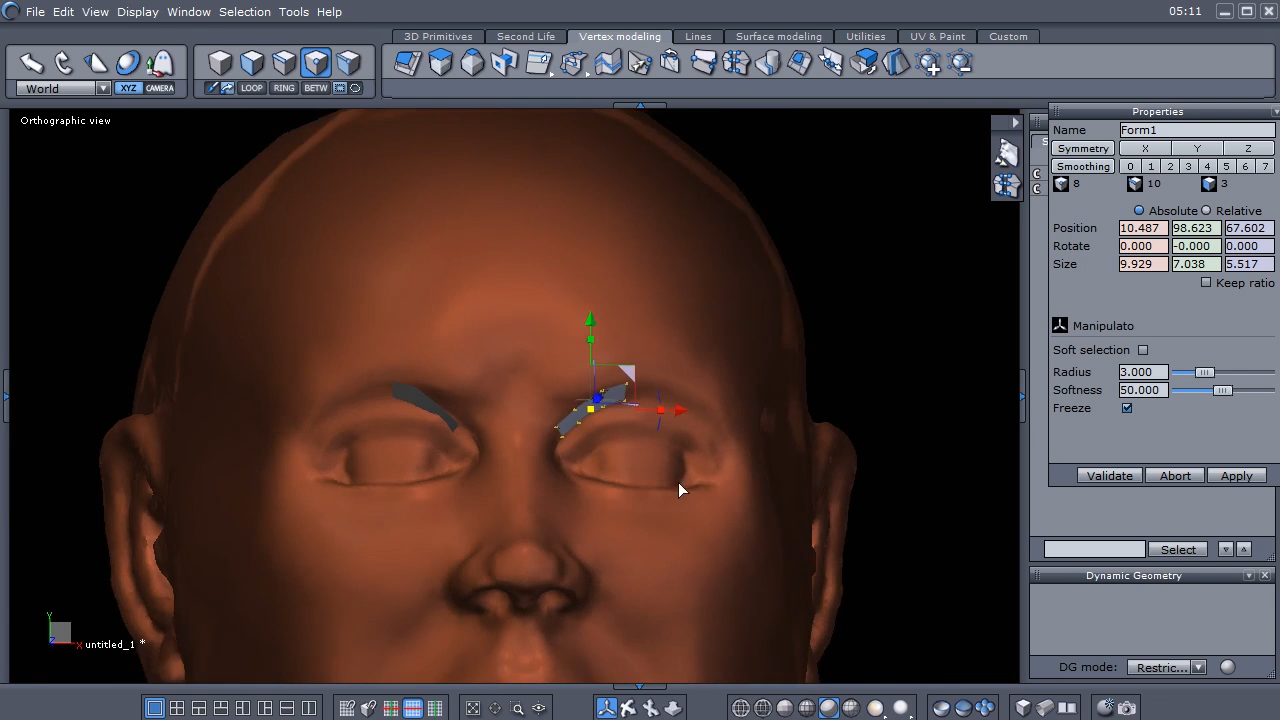 File Edit View Display Window Selection Tools Help 05:11
3D Primitives Second Life Vertex modeling Lines Surface modeling Utilities UV & Paint Custom
World XYZ CAMERA LOOP RING BETW
Orthographic view
Properties
Name Form1
Symmetry X Y Z
Smoothing 0 1 2 3 4 5 6 7
8 10 3
Absolute Relative
Position 10.487 98.623 67.602
Rotate 0.000 -0.000 0.000
Size 9.929 7.038 5.517
Keep ratio
Manipulato
Soft selection
Radius 3.000
Softness 50.000
Freeze
Validate Abort Apply
Select
Dynamic Geometry
DG mode: Restric...
Y
Z X untitled_1 *